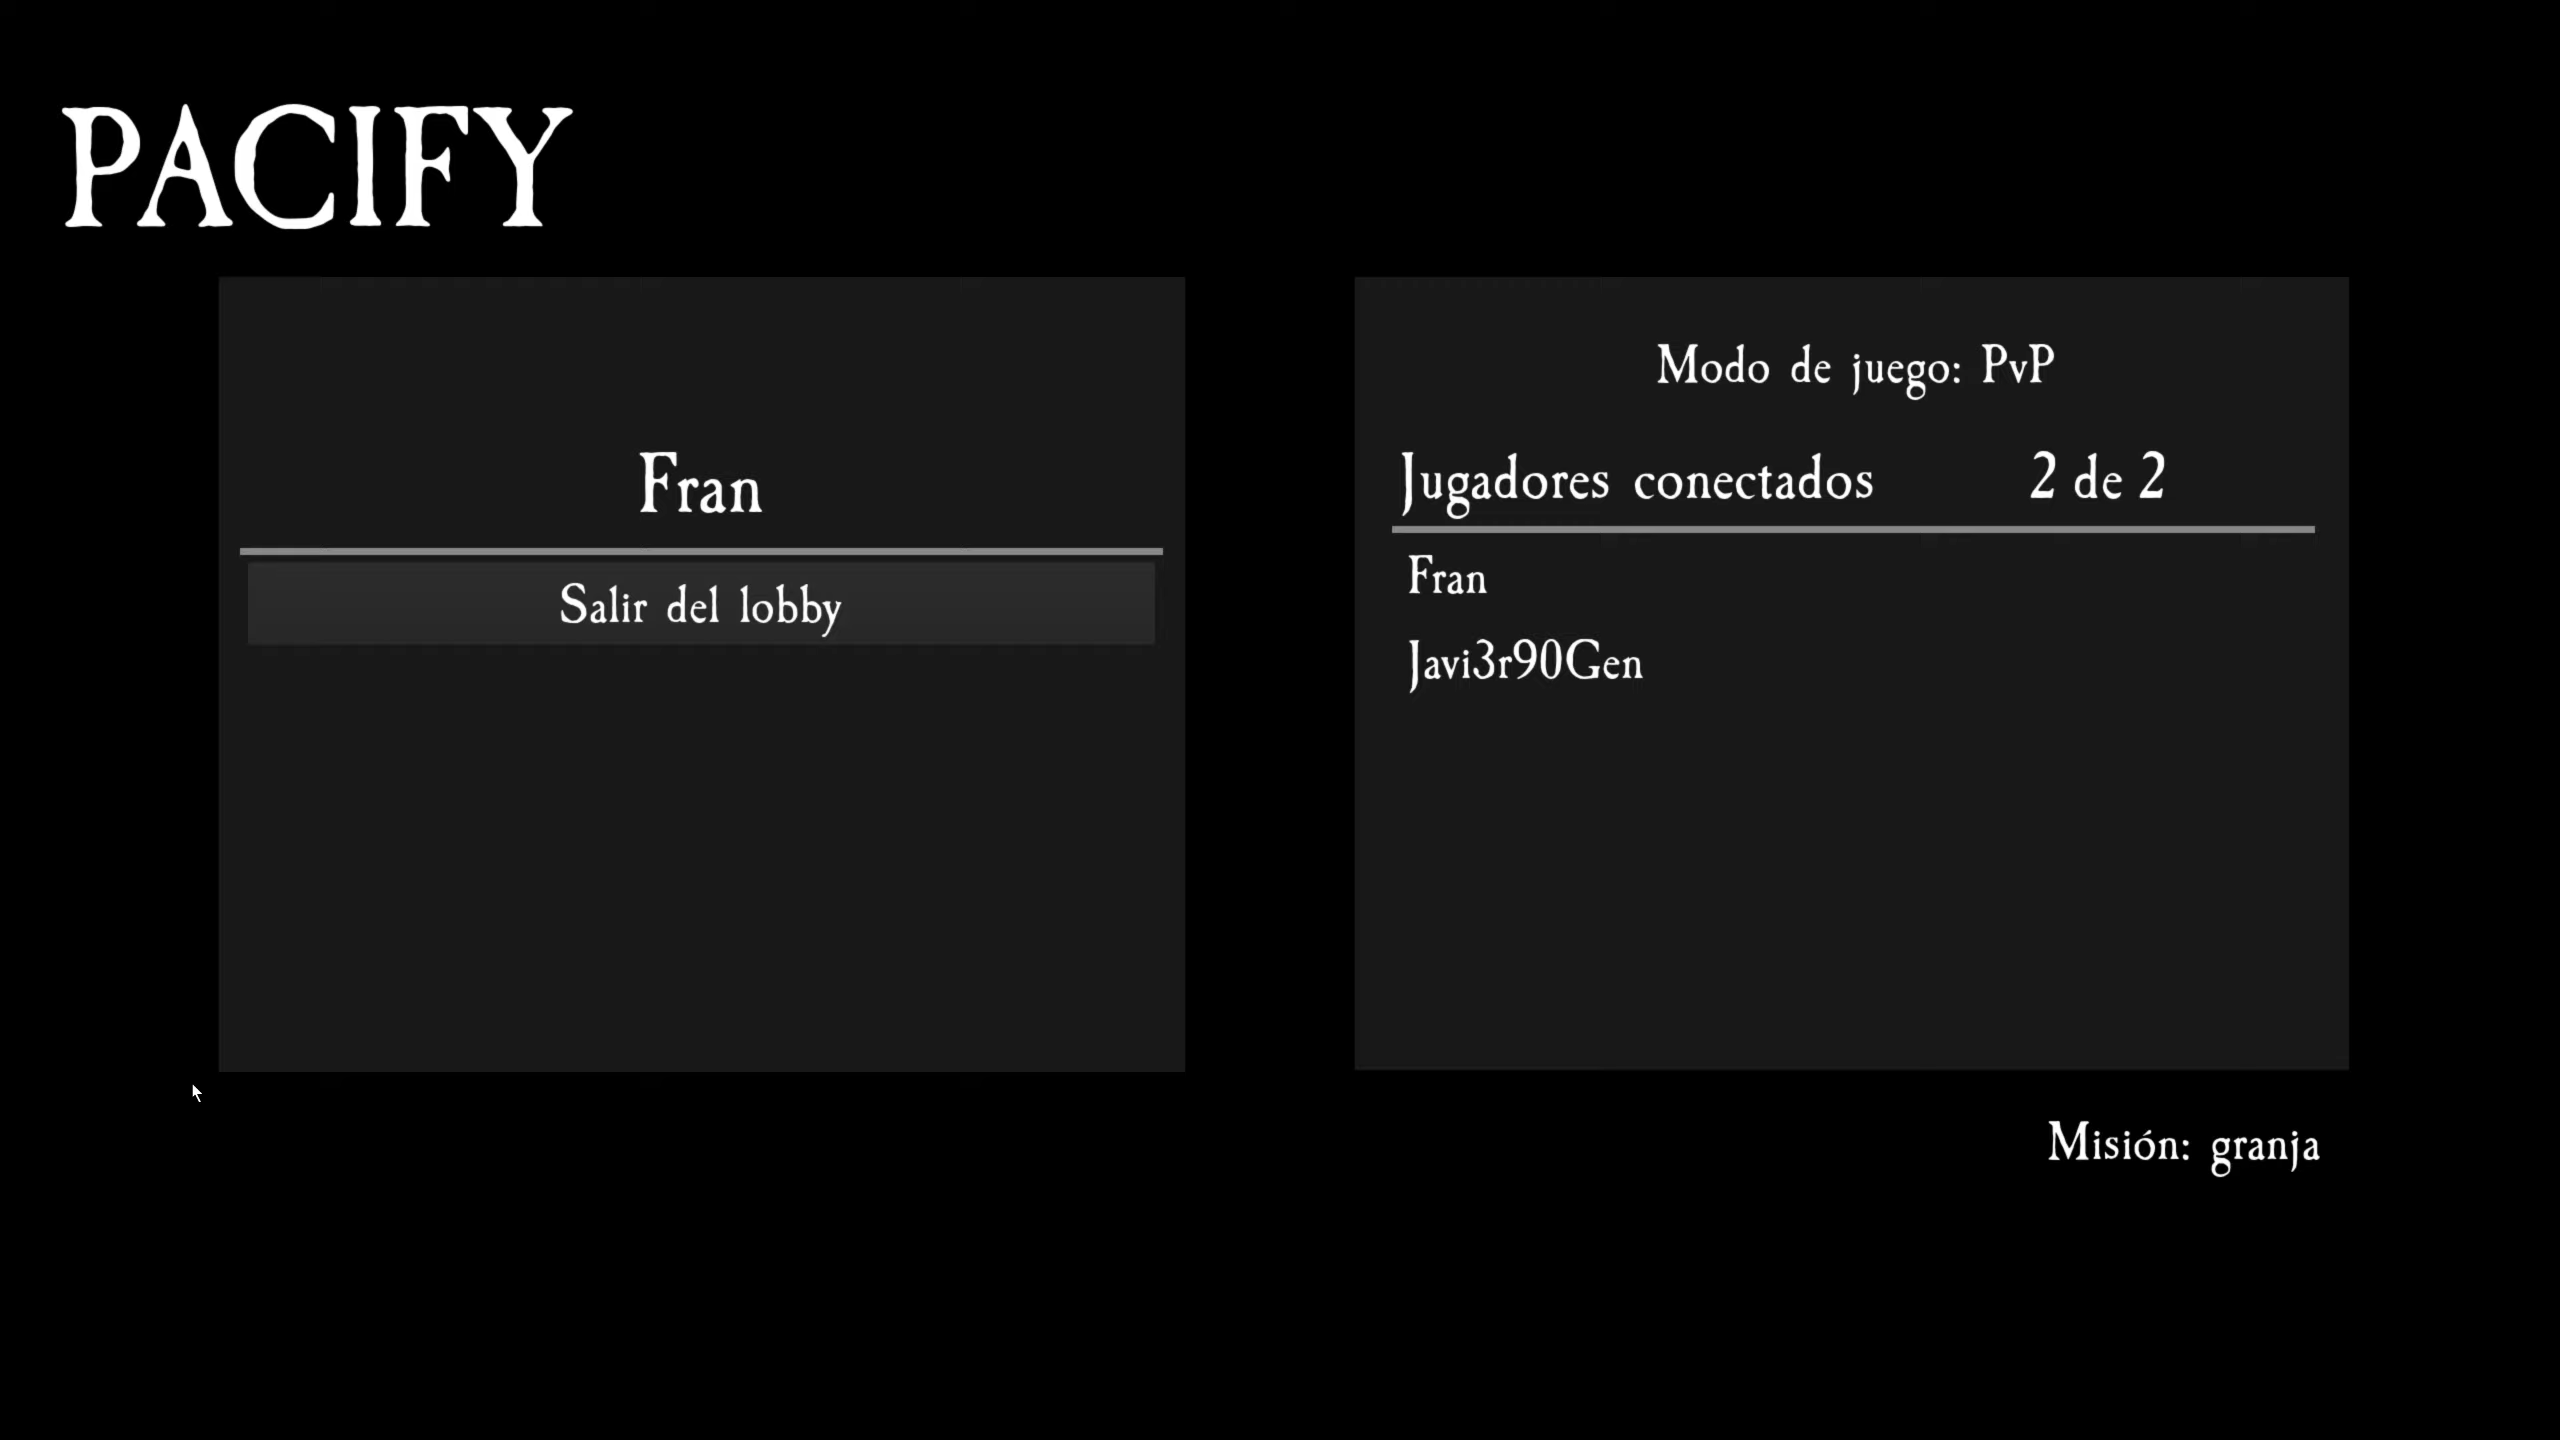 PACIFY
Fran
Salir del lobby
Modo de juego: PvP
Jugadores conectados 2 de 2
Fran
Javi3r90Gen
Misión: granja